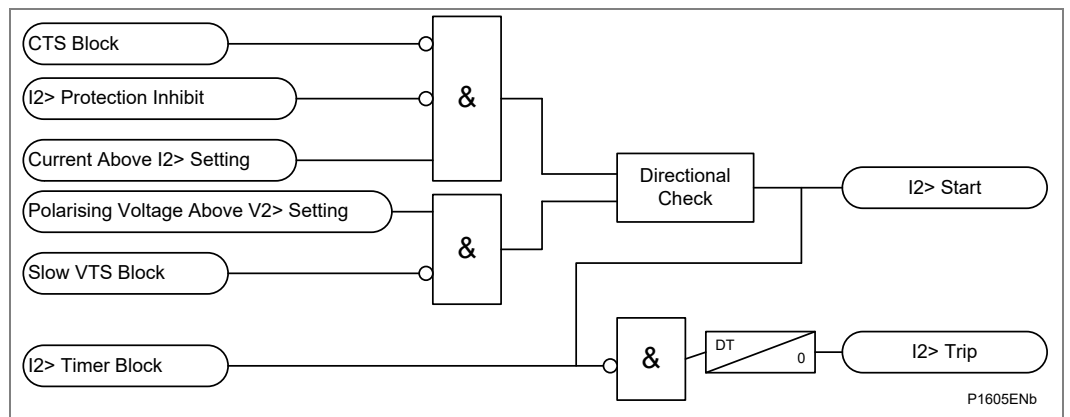 CTS Block
I2> Protection Inhibit
&
Current Above I2> Setting
Directional
Check
I2> Start
Polarising Voltage Above V2> Setting
&
Slow VTS Block
I2> Timer Block
&
DT
0
I2> Trip
P1605ENb